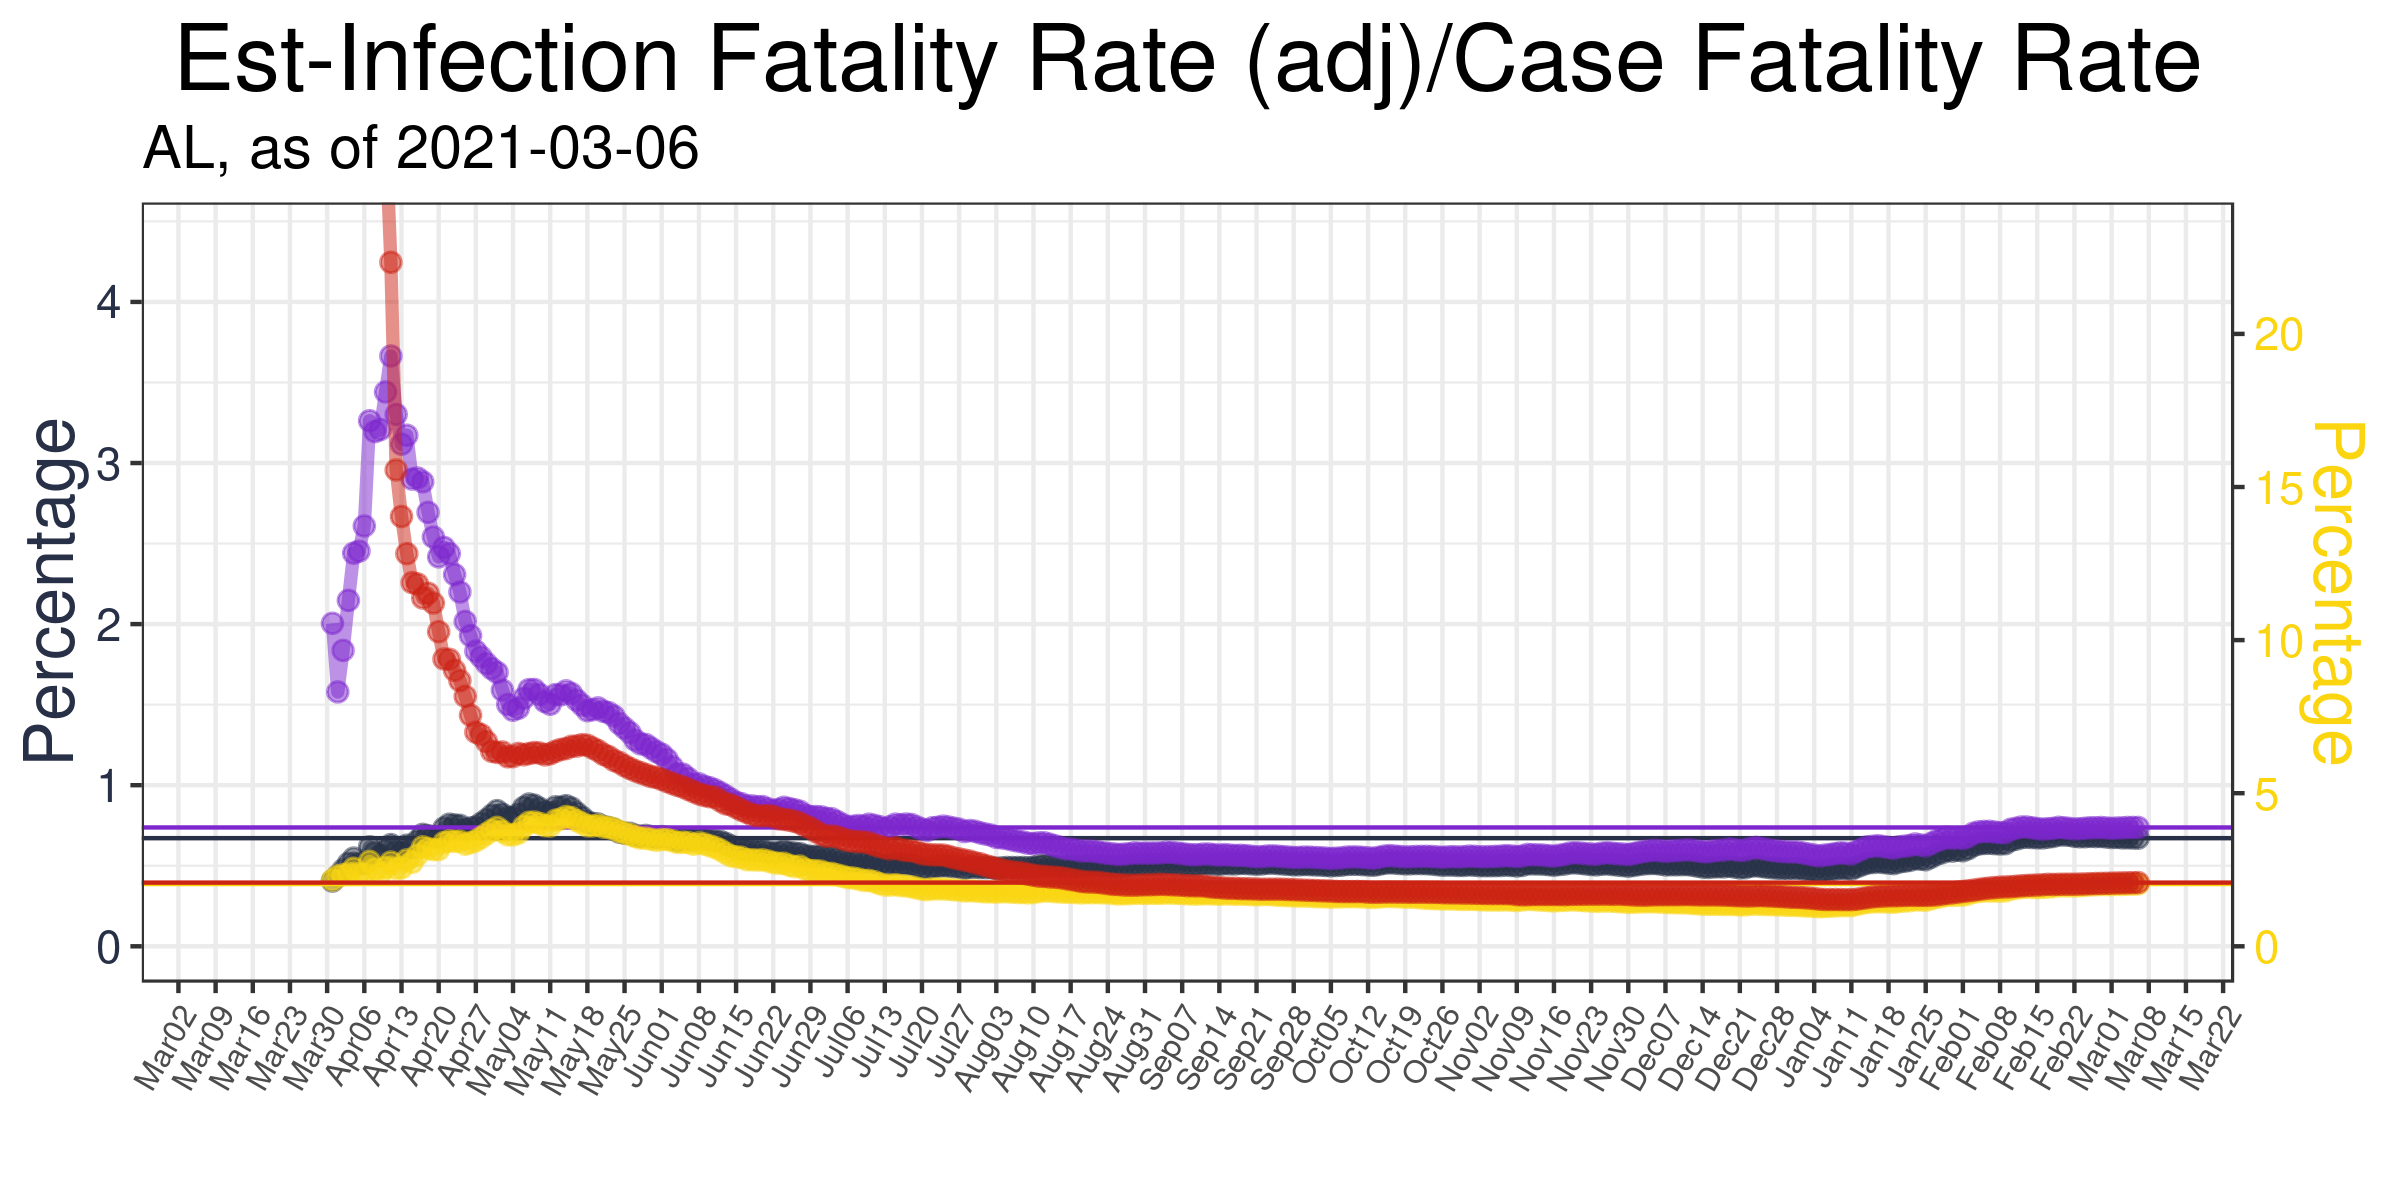 Est-Infection Fatality Rate (adj)/Case Fatality Rate
AL, as of 2021-03-06
Percentage
4
3
2
1
0
20
15
10
5
0
Percentage
Mar02
Mar09
Mar16
Mar23
Mar30
Apr06
Apr13
Apr20
Apr27
May04
May11
May18
May25
Jun01
Jun08
Jun15
Jun22
Jun29
Jul06
Jul13
Jul20
Jul27
Aug03
Aug10
Aug17
Aug24
Aug31
Sep07
Sep14
Sep21
Sep28
Oct05
Oct12
Oct19
Oct26
Nov02
Nov09
Nov16
Nov23
Nov30
Dec07
Dec14
Dec21
Dec28
Jan04
Jan11
Jan18
Jan25
Feb01
Feb08
Feb15
Feb22
Mar01
Mar08
Mar15
Mar22